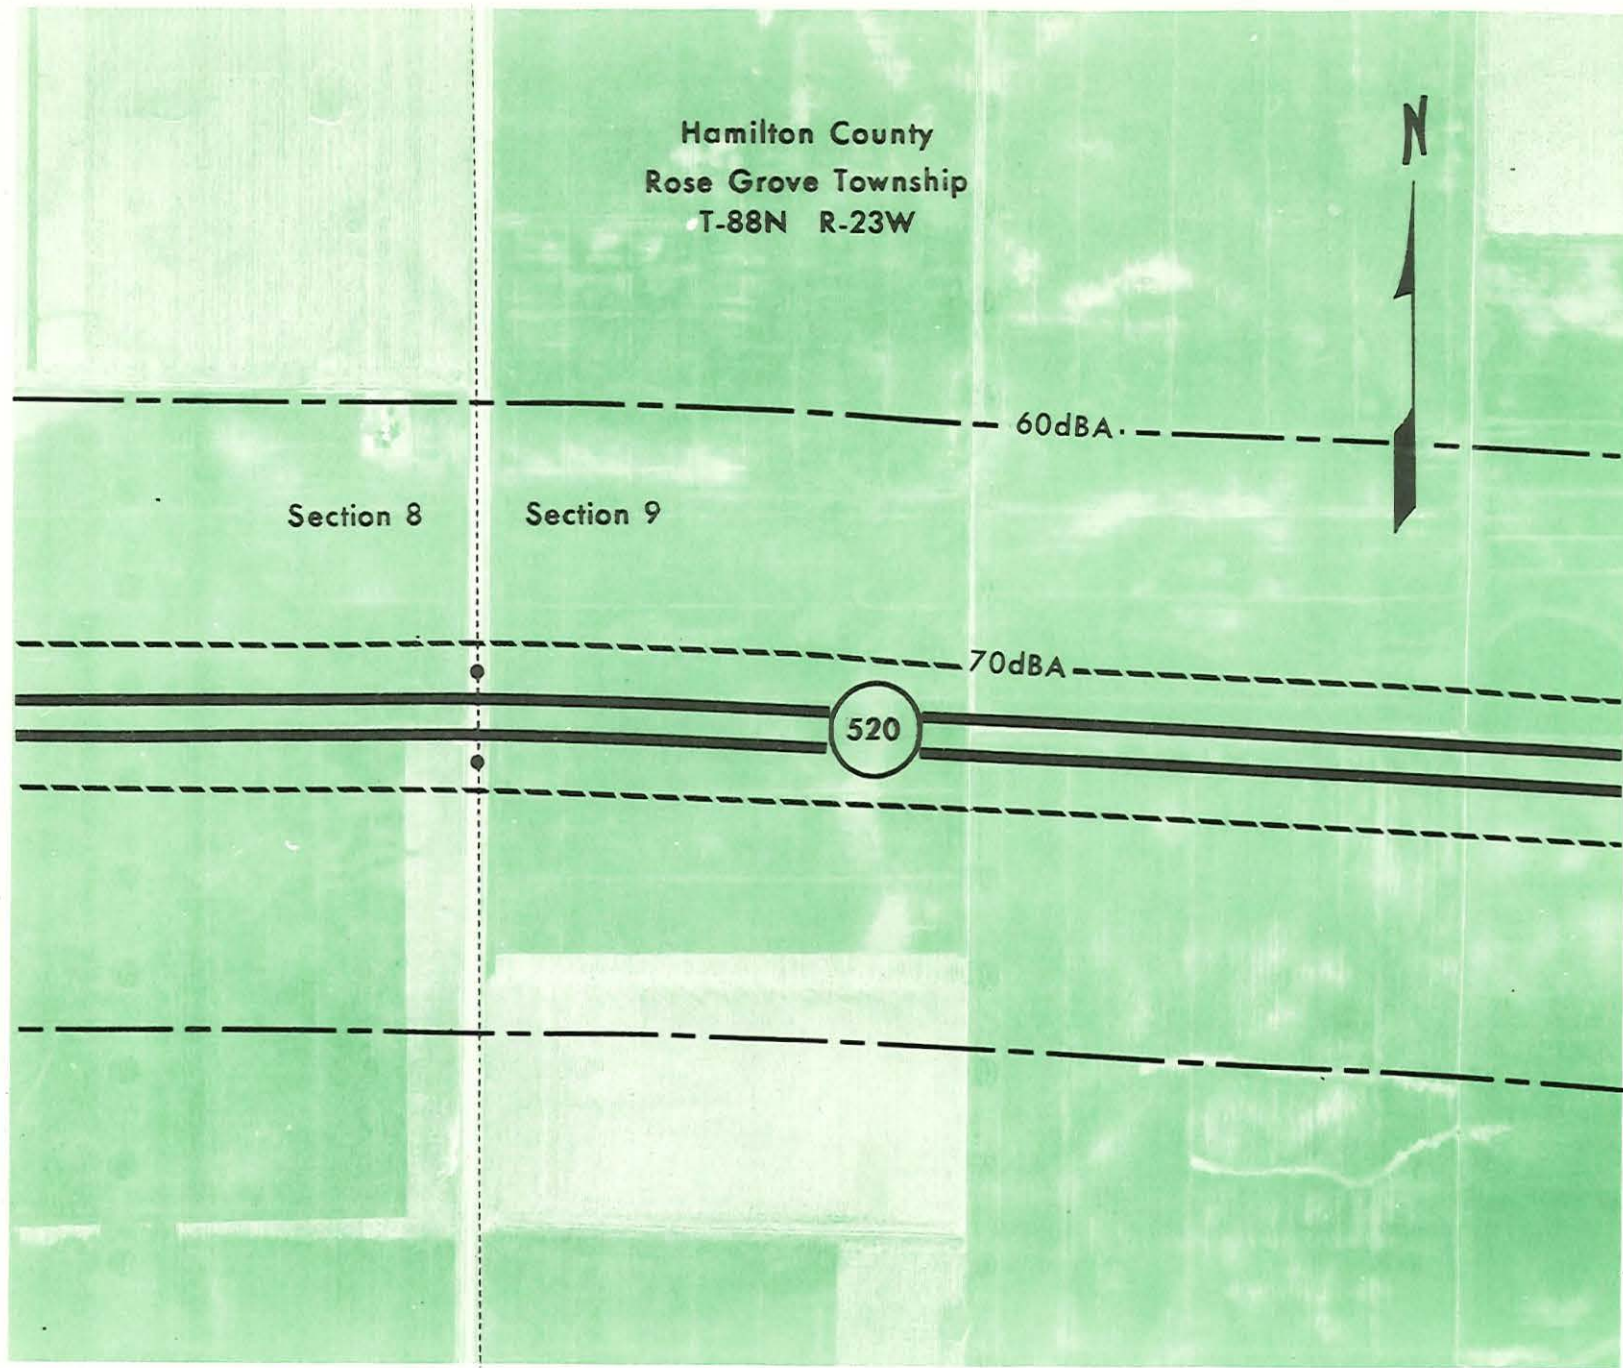 Hamilton County
Rose Grove Township
T-88N R-23W
N
60dBA
Section 8
Section 9
70dBA
520